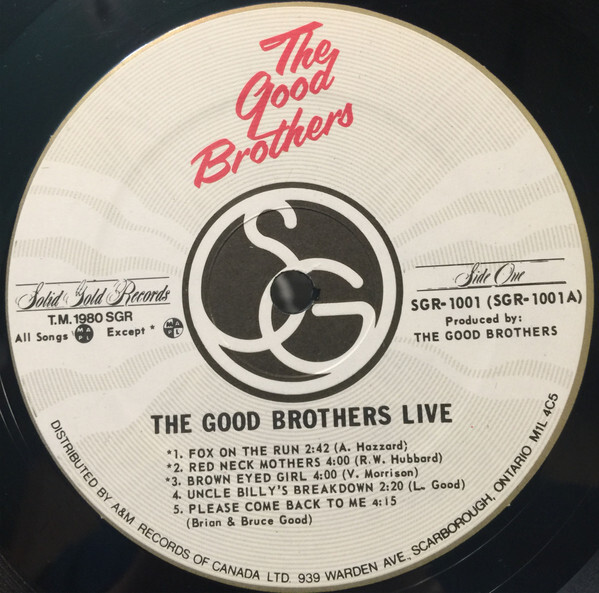 The
Good
Brothers
SG
Solid Gold Records
T.M. 1980 SGR
All Songs MAPL Except * MAPL
Side One
SGR-1001 (SGR-1001A)
Produced by:
THE GOOD BROTHERS
THE GOOD BROTHERS LIVE
*1. FOX ON THE RUN 2:42 (A. Hazzard)
*2. RED NECK MOTHERS 4:00 (R.W. Hubbard)
*3. BROWN EYED GIRL 4:00 (V. Morrison)
4. UNCLE BILLY'S BREAKDOWN 2:20 (L. Good)
5. PLEASE COME BACK TO ME 4:15
(Brian & Bruce Good)
DISTRIBUTED BY A&M RECORDS OF CANADA LTD. 939 WARDEN AVE., SCARBOROUGH, ONTARIO M1L 4C5